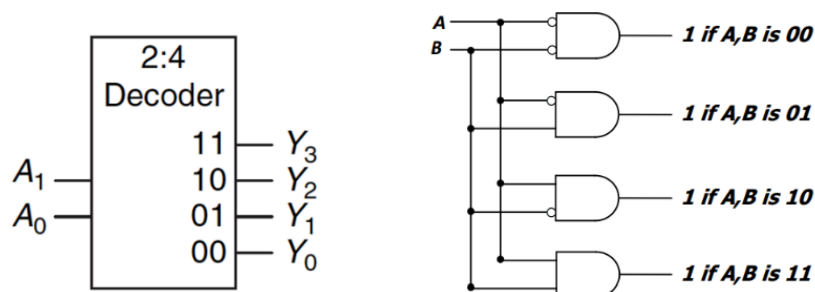 2:4
Decoder
11 Y3
A1 10 Y2
A0 01 Y1
00 Y0
A 1 if A,B is 00
B
1 if A,B is 01
1 if A,B is 10
1 if A,B is 11